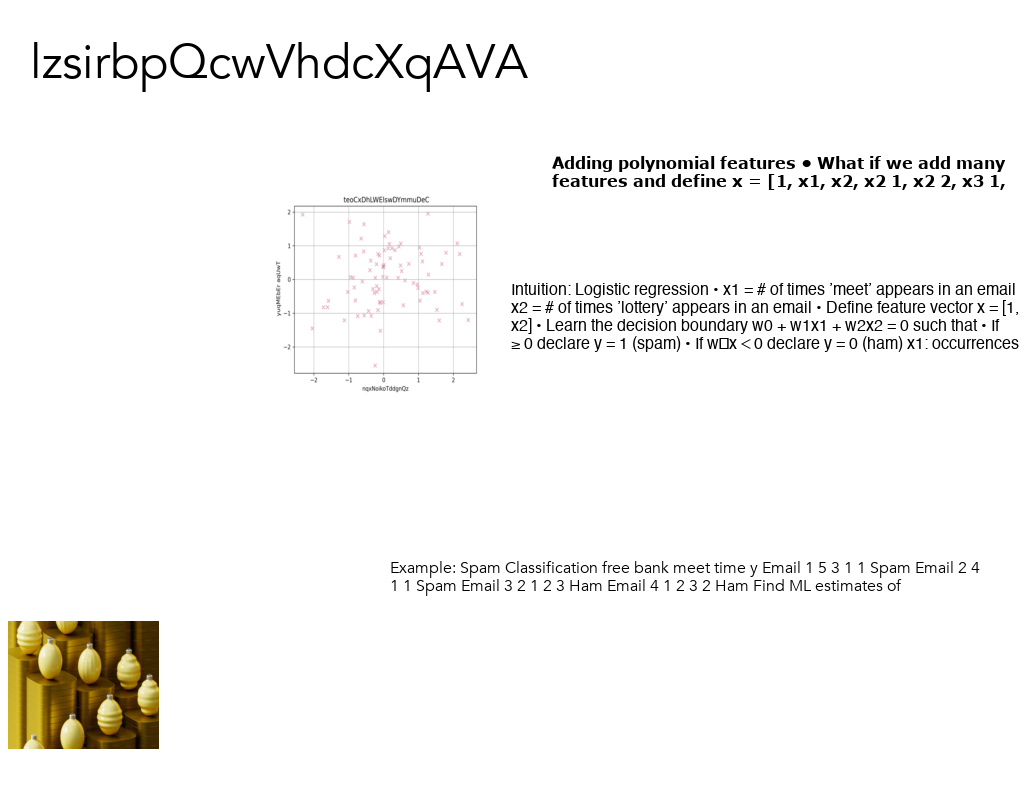 lzsirbpQcwVhdcXqAVA
Adding polynomial features • What if we add many
features and define x = [1, x1, x2, x2 1, x2 2, x3 1,
teoCxDhLWElswDYmmuDeC
2
1
0
−1
−2
−2 −1 0 1 2
nqxNoikoTddgnQz
Intuition: Logistic regression • x1 = # of times 'meet' appears in an email
x2 = # of times 'lottery' appears in an email • Define feature vector x = [1,
x2] • Learn the decision boundary w0 + w1x1 + w2x2 = 0 such that • If
≥ 0 declare y = 1 (spam) • If w□x < 0 declare y = 0 (ham) x1: occurrences
Example: Spam Classification free bank meet time y Email 1 5 3 1 1 Spam Email 2 4
1 1 Spam Email 3 2 1 2 3 Ham Email 4 1 2 3 2 Ham Find ML estimates of